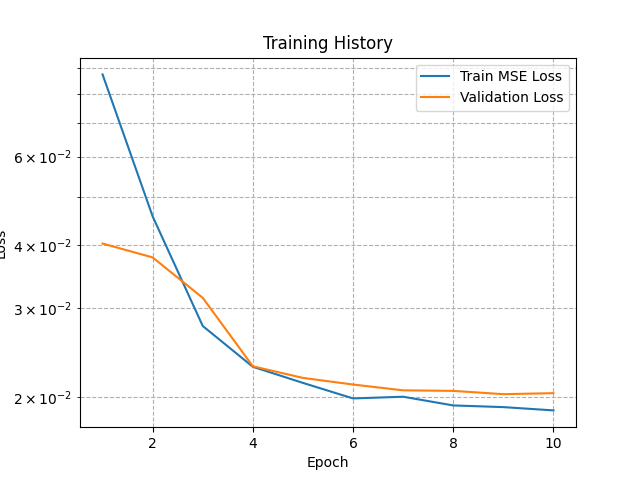 Training History
Train MSE Loss
Validation Loss
6 × 10⁻²
4 × 10⁻²
3 × 10⁻²
2 × 10⁻²
Loss
2 4 6 8 10
Epoch